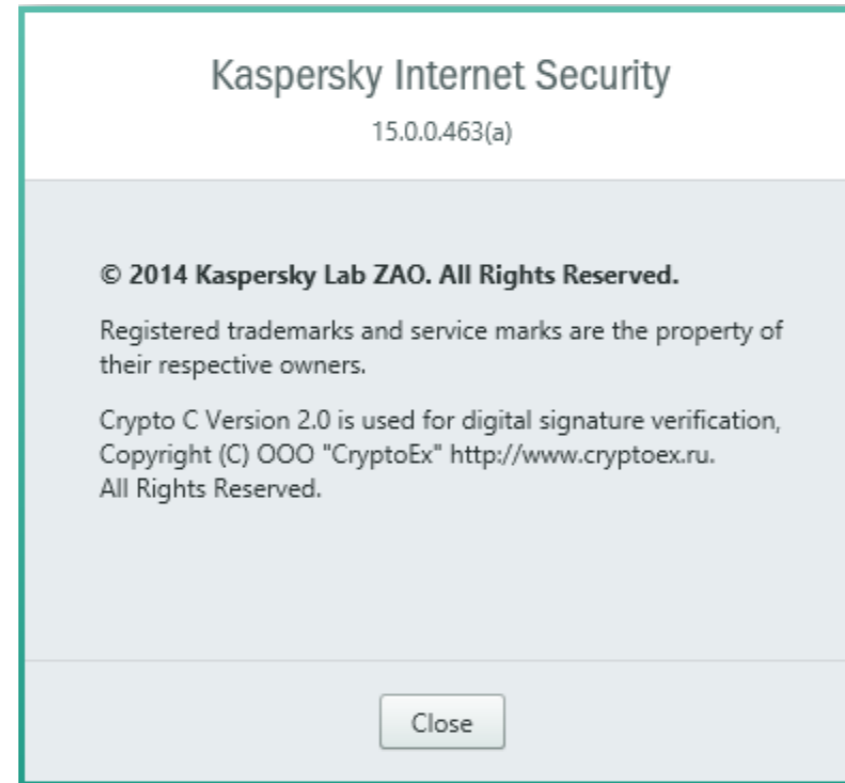 Kaspersky Internet Security
15.0.0.463(a)
© 2014 Kaspersky Lab ZAO. All Rights Reserved.
Registered trademarks and service marks are the property of
their respective owners.
Crypto C Version 2.0 is used for digital signature verification,
Copyright (C) OOO "CryptoEx" http://www.cryptoex.ru.
All Rights Reserved.
Close